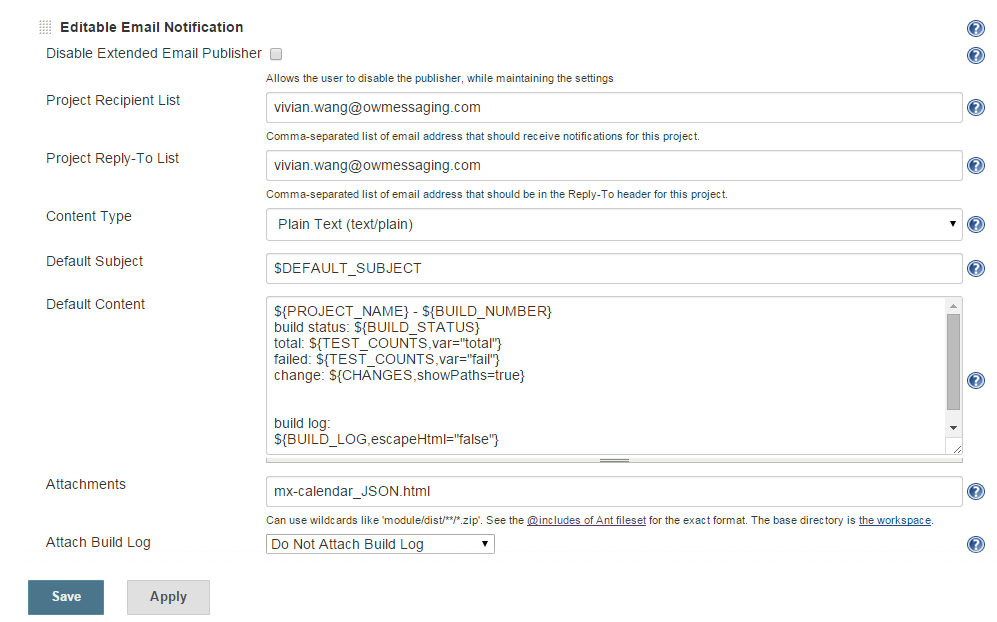 Editable Email Notification
Disable Extended Email Publisher
Allows the user to disable the publisher, while maintaining the settings
Project Recipient List
vivian.wang@owmessaging.com
Comma-separated list of email address that should receive notifications for this project.
Project Reply-To List
vivian.wang@owmessaging.com
Comma-separated list of email address that should be in the Reply-To header for this project.
Content Type
Plain Text (text/plain)
Default Subject
$DEFAULT_SUBJECT
Default Content
${PROJECT_NAME} - ${BUILD_NUMBER}
build status: ${BUILD_STATUS}
total: ${TEST_COUNTS,var="total"}
failed: ${TEST_COUNTS,var="fail"}
change: ${CHANGES,showPaths=true}
build log:
${BUILD_LOG,escapeHtml="false"}
Attachments
mx-calendar_JSON.html
Can use wildcards like 'module/dist/**/*.zip'. See the @includes of Ant fileset for the exact format. The base directory is the workspace.
Attach Build Log
Do Not Attach Build Log
Save
Apply